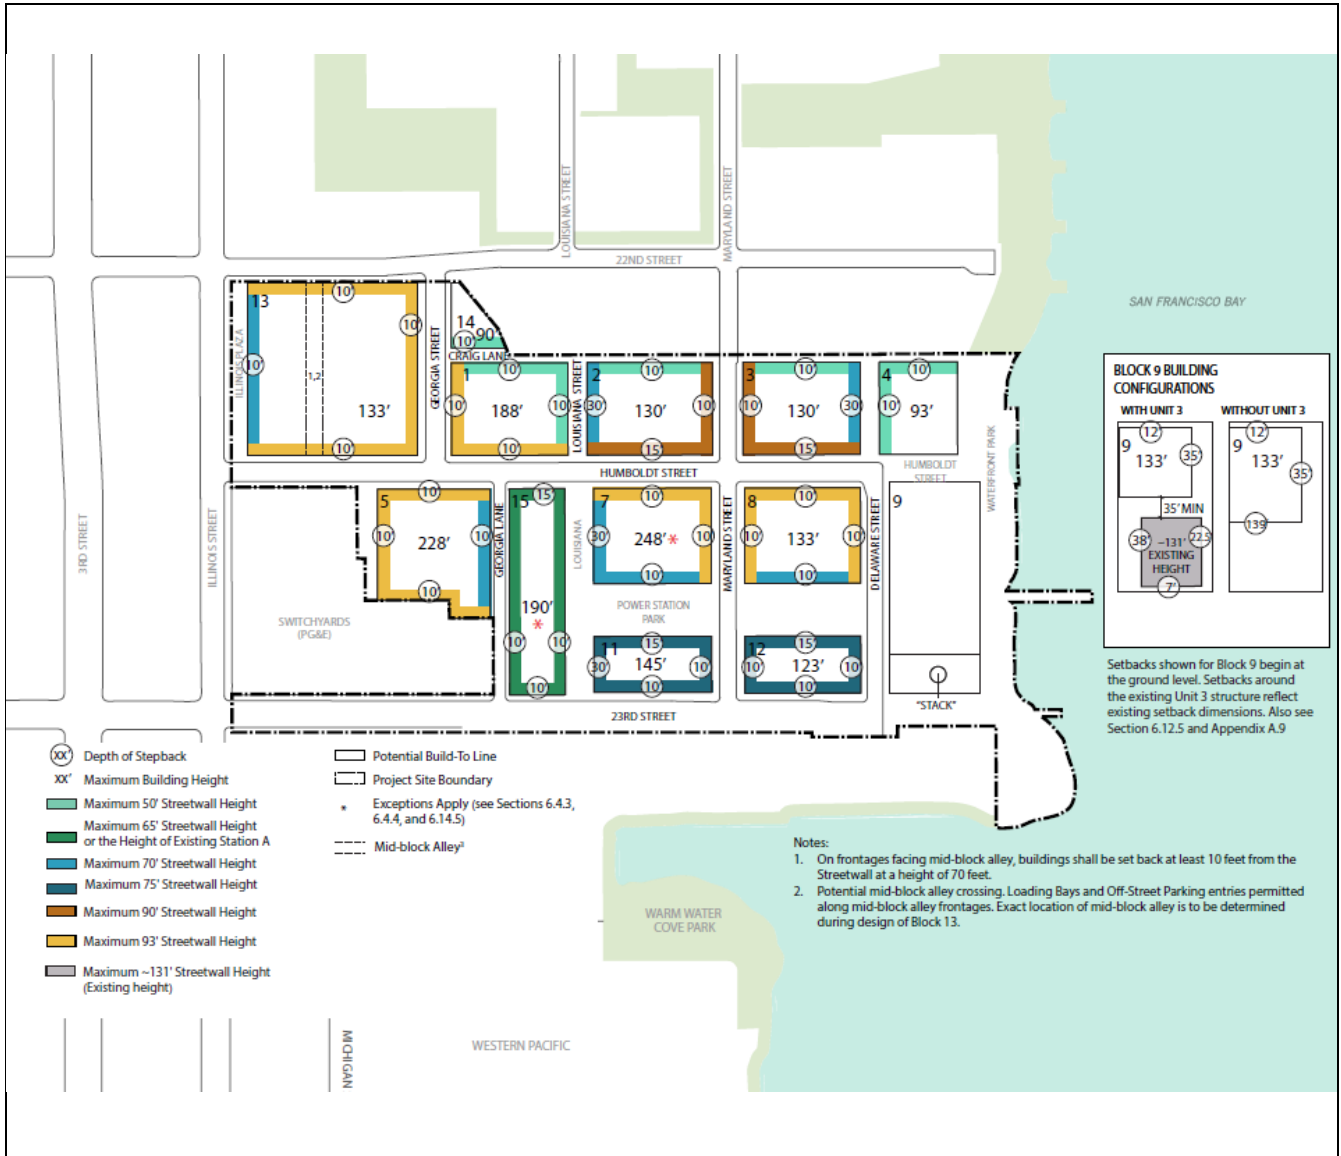 LOUISIANA STREET
MARYLAND STREET
22ND STREET
SAN FRANCISCO BAY
13
10'
10'
10'
ILLINOIS PLAZA
1,2
133'
10'
GEORGIA STREET
14
90'
10'
CRAIG LANE
1
10'
10'
188'
10'
10'
LOUISIANA STREET
2
10'
30'
130'
10'
15'
3
10'
10'
130'
30'
15'
4
10'
10'
93'
HUMBOLDT
STREET
WATERFRONT PARK
HUMBOLDT STREET
3RD STREET
ILLINOIS STREET
5
10'
10'
228'
10'
10'
GEORGIA LANE
15
15'
190'
*
10'
10'
10'
LOUISIANA
7
10'
30'
248'*
10'
10'
MARYLAND STREET
8
10'
10'
133'
10'
10'
DELAWARE STREET
9
SWITCHYARDS
(PG&E)
POWER STATION
PARK
11
15'
30'
145'
10'
10'
12
15'
10'
123'
10'
10'
"STACK"
23RD STREET
BLOCK 9 BUILDING
CONFIGURATIONS
WITH UNIT 3
WITHOUT UNIT 3
12'
9
133'
35'
35' MIN
38'
~131'
EXISTING
HEIGHT
22.5'
7'
12'
9
133'
35'
139'
Setbacks shown for Block 9 begin at
the ground level. Setbacks around
the existing Unit 3 structure reflect
existing setback dimensions. Also see
Section 6.12.5 and Appendix A.9
XX' Depth of Stepback
XX' Maximum Building Height
Maximum 50' Streetwall Height
Maximum 65' Streetwall Height
or the Height of Existing Station A
Maximum 70' Streetwall Height
Maximum 75' Streetwall Height
Maximum 90' Streetwall Height
Maximum 93' Streetwall Height
Maximum ~131' Streetwall Height
(Existing height)
Potential Build-To Line
Project Site Boundary
* Exceptions Apply (see Sections 6.4.3,
6.4.4, and 6.14.5)
Mid-block Alley²
Notes:
1. On frontages facing mid-block alley, buildings shall be set back at least 10 feet from the
Streetwall at a height of 70 feet.
2. Potential mid-block alley crossing. Loading Bays and Off-Street Parking entries permitted
along mid-block alley frontages. Exact location of mid-block alley is to be determined
during design of Block 13.
WARM WATER
COVE PARK
MICHIGAN
WESTERN PACIFIC